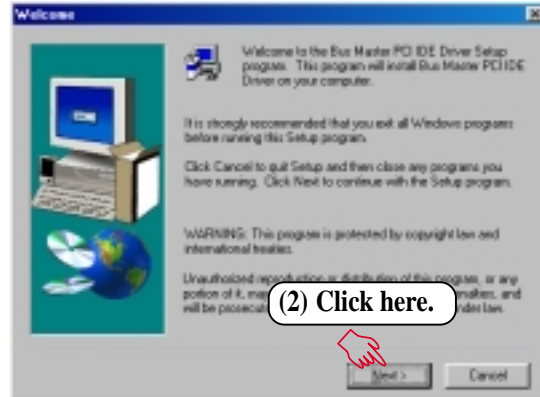 Welcome
Welcome to the Bus Master PCI IDE Driver Setup
program. This program will install Bus Master PCI IDE
Driver on your computer.
It is strongly recommended that you exit all Windows programs
before running this Setup program.
Click Cancel to quit Setup and then close any programs you
have running. Click Next to continue with the Setup program.
WARNING: This program is protected by copyright law and
international treaties.
Unauthorized reproduction or distribution of this program, or any
portion of it, may
will be
(2) Click here.
and
law.
Next >
Cancel